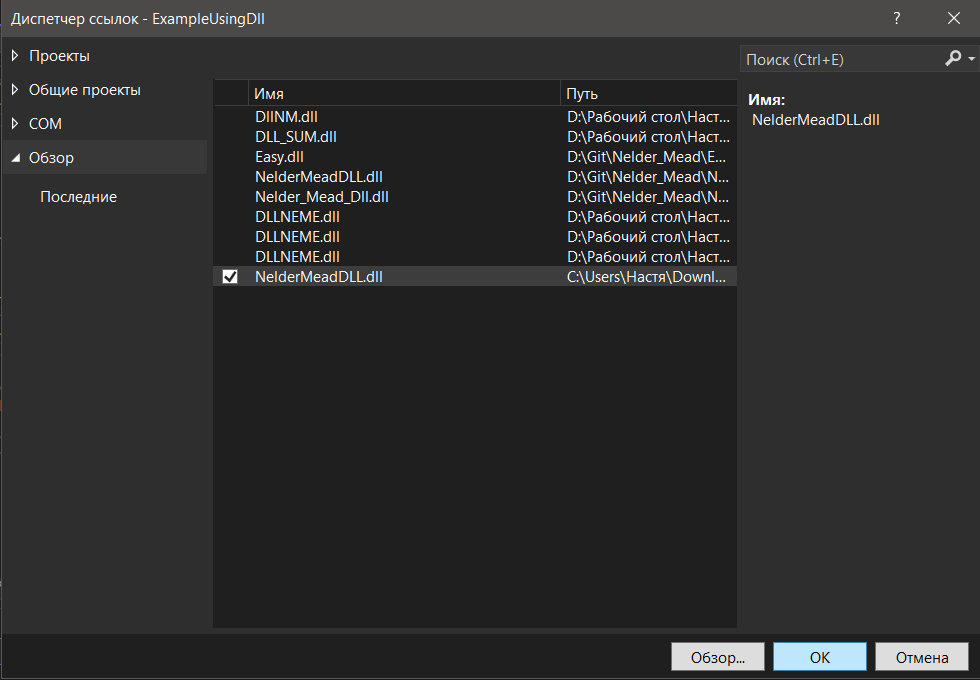 Диспетчер ссылок - ExampleUsingDll
?
Проекты
Общие проекты
COM
Обзор
Последние
Имя Путь
DllNM.dll D:\Рабочий стол\Наст...
DLL_SUM.dll D:\Рабочий стол\Наст...
Easy.dll D:\Git\Nelder_Mead\E...
NelderMeadDLL.dll D:\Git\Nelder_Mead\N...
Nelder_Mead_Dll.dll D:\Git\Nelder_Mead\N...
DLLNEME.dll D:\Рабочий стол\Наст...
DLLNEME.dll D:\Рабочий стол\Наст...
DLLNEME.dll D:\Рабочий стол\Наст...
NelderMeadDLL.dll C:\Users\Настя\Downl...
Поиск (Ctrl+E)
Имя:
NelderMeadDLL.dll
Обзор... OK Отмена